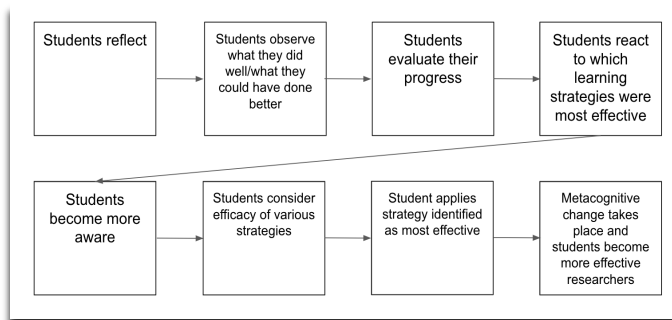 Students reflect
Students observe
what they did
well/what they
could have done
better
Students
evaluate their
progress
Students react
to which
learning
strategies were
most effective
Students
become more
aware
Students consider
efficacy of various
strategies
Student applies
strategy identified
as most effective
Metacognitive
change takes
place and
students become
more effective
researchers